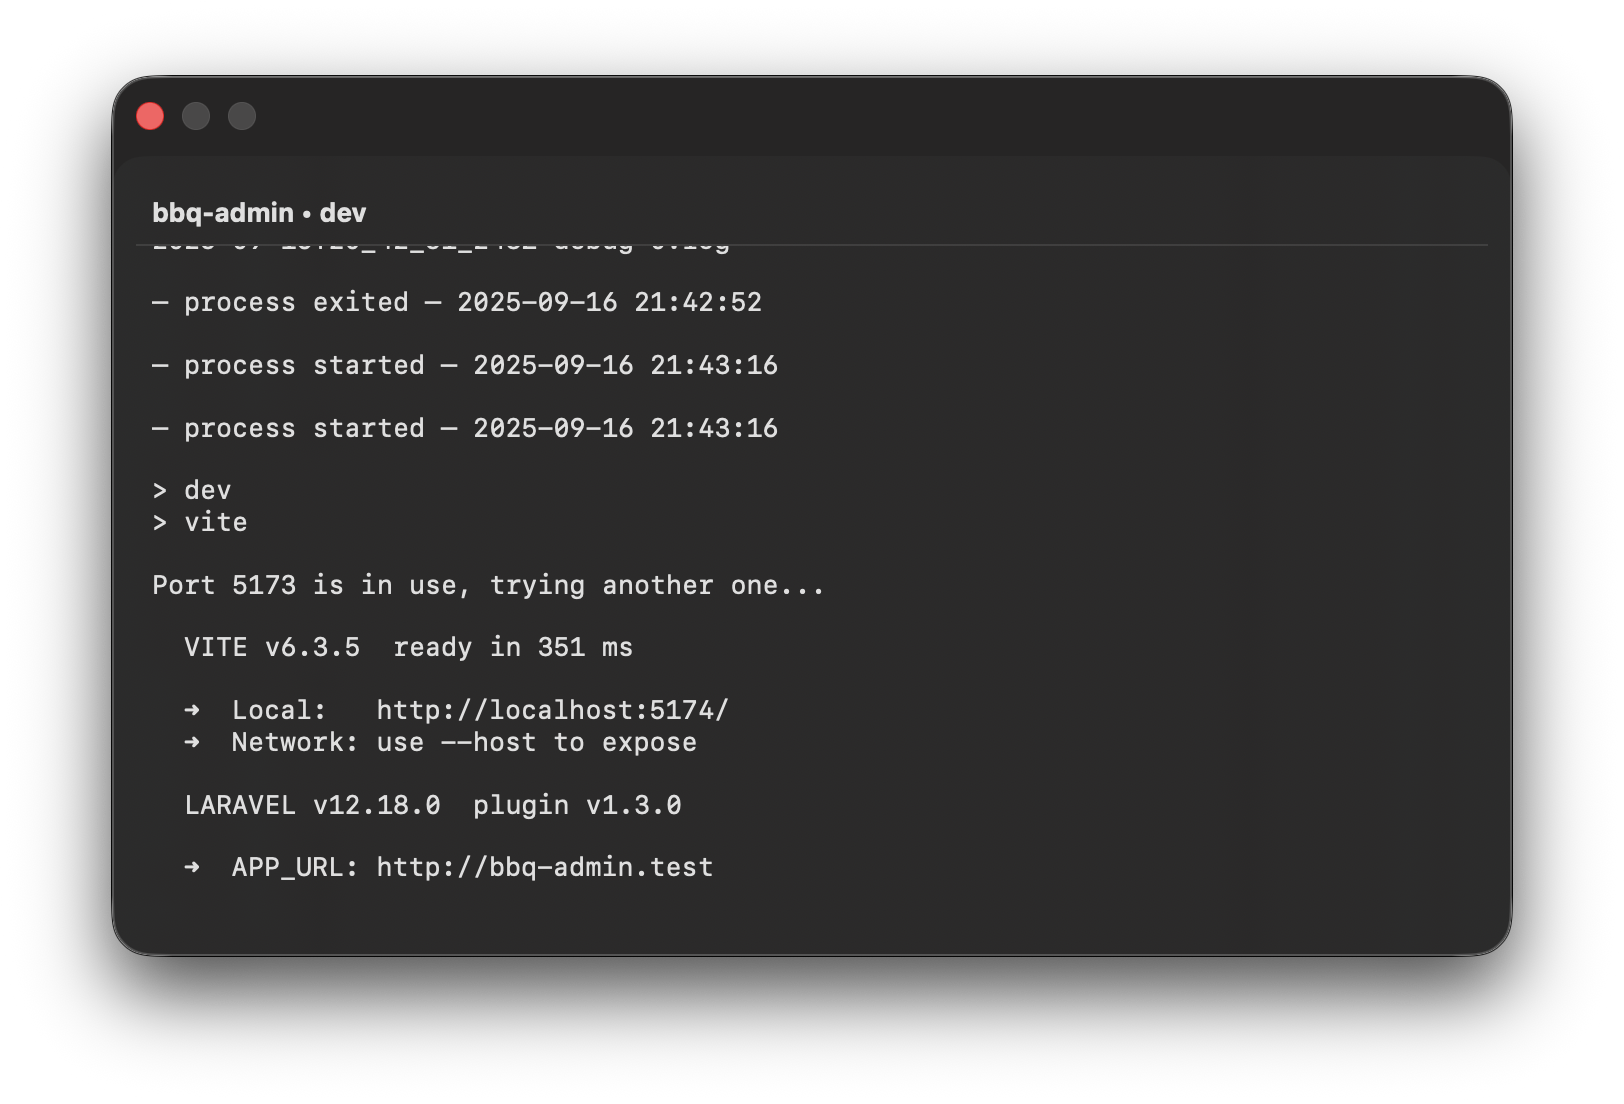 bbq-admin • dev
— process exited — 2025-09-16 21:42:52
— process started — 2025-09-16 21:43:16
— process started — 2025-09-16 21:43:16
> dev
> vite
Port 5173 is in use, trying another one...
VITE v6.3.5  ready in 351 ms
➜  Local:   http://localhost:5174/
➜  Network: use --host to expose
LARAVEL v12.18.0  plugin v1.3.0
➜  APP_URL: http://bbq-admin.test